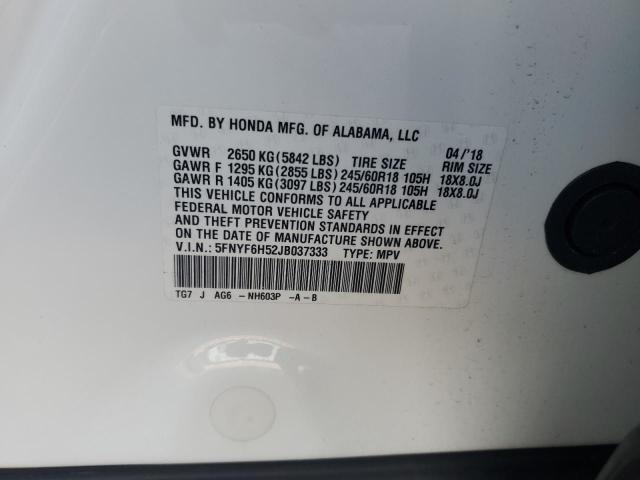 MFD. BY HONDA MFG. OF ALABAMA, LLC
04/'18
GVWR 2650 KG (5842 LBS) TIRE SIZE RIM SIZE
GAWR F 1295 KG (2855 LBS) 245/60R18 105H 18X8.0J
GAWR R 1405 KG (3097 LBS) 245/60R18 105H 18X8.0J
THIS VEHICLE CONFORMS TO ALL APPLICABLE
FEDERAL MOTOR VEHICLE SAFETY
AND THEFT PREVENTION STANDARDS IN EFFECT
ON THE DATE OF MANUFACTURE SHOWN ABOVE.
V.I.N.: 5FNYF6H52JB037333 TYPE: MPV
TG7 J AG6 -NH603P -A-B